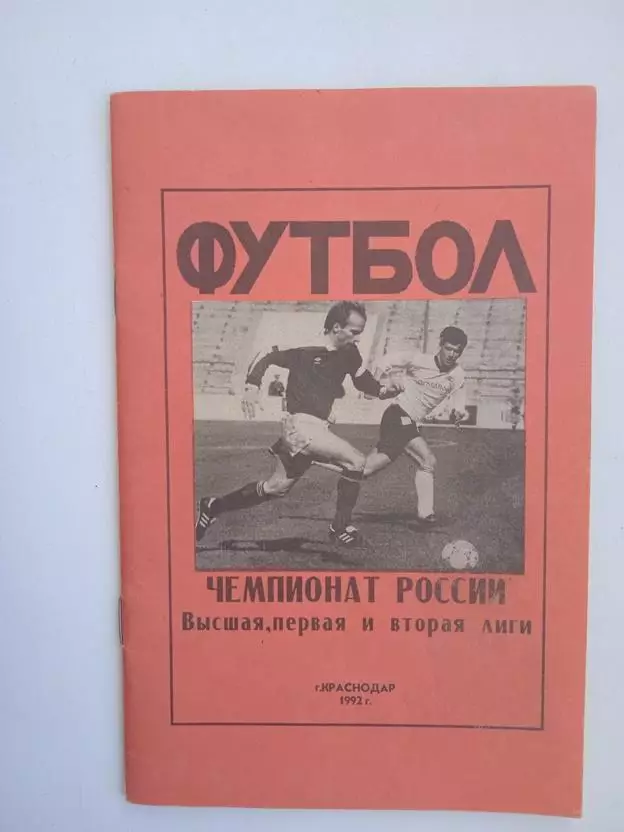 ФУТБОЛ
ЧЕМПИОНАТ РОССИИ
Высшая, первая и вторая лиги
г. КРАСНОДАР
1992 г.